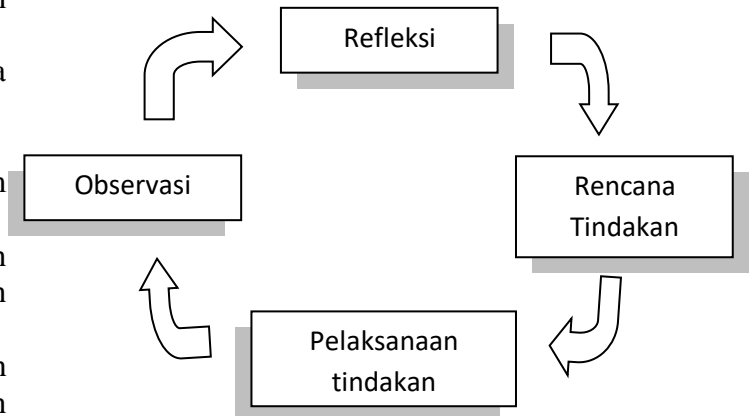 Refleksi
Observasi
Rencana
Tindakan
Pelaksanaan
tindakan